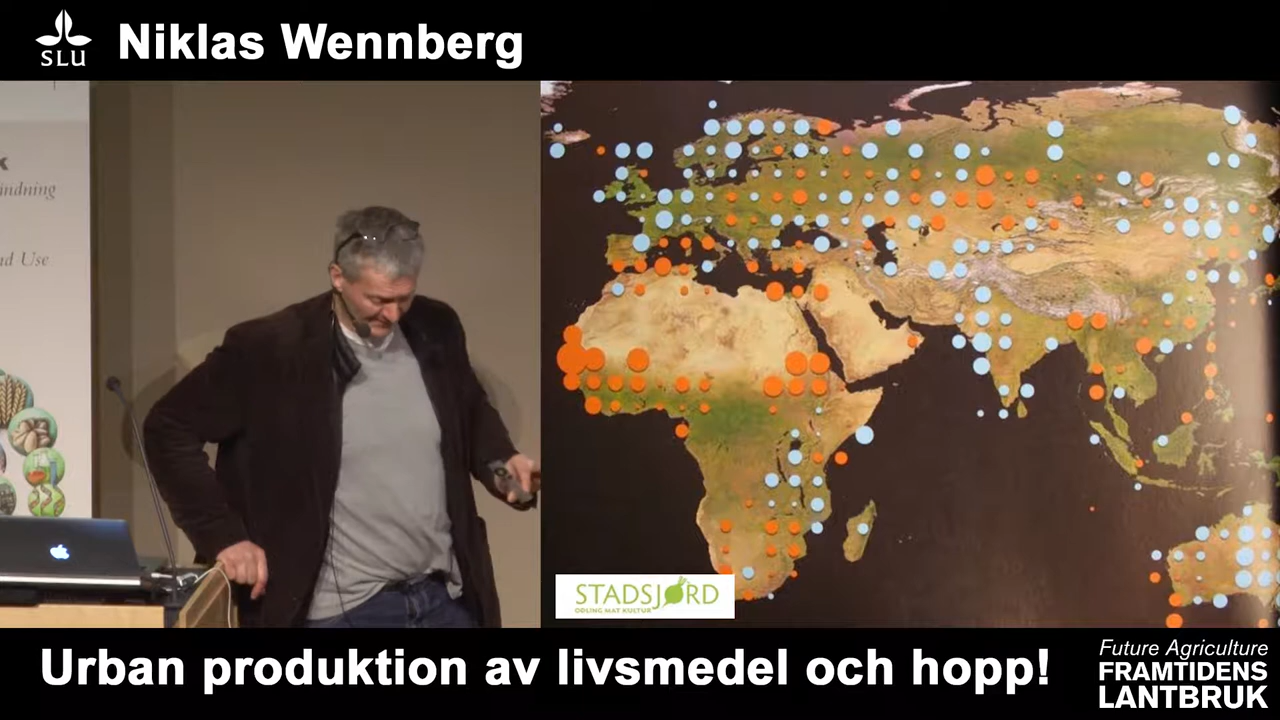 SLU
Niklas Wennberg
k
indning
nd Use
STADSJORD
ODLING MAT KULTUR
Urban produktion av livsmedel och hopp!
Future Agriculture
FRAMTIDENS
LANTBRUK